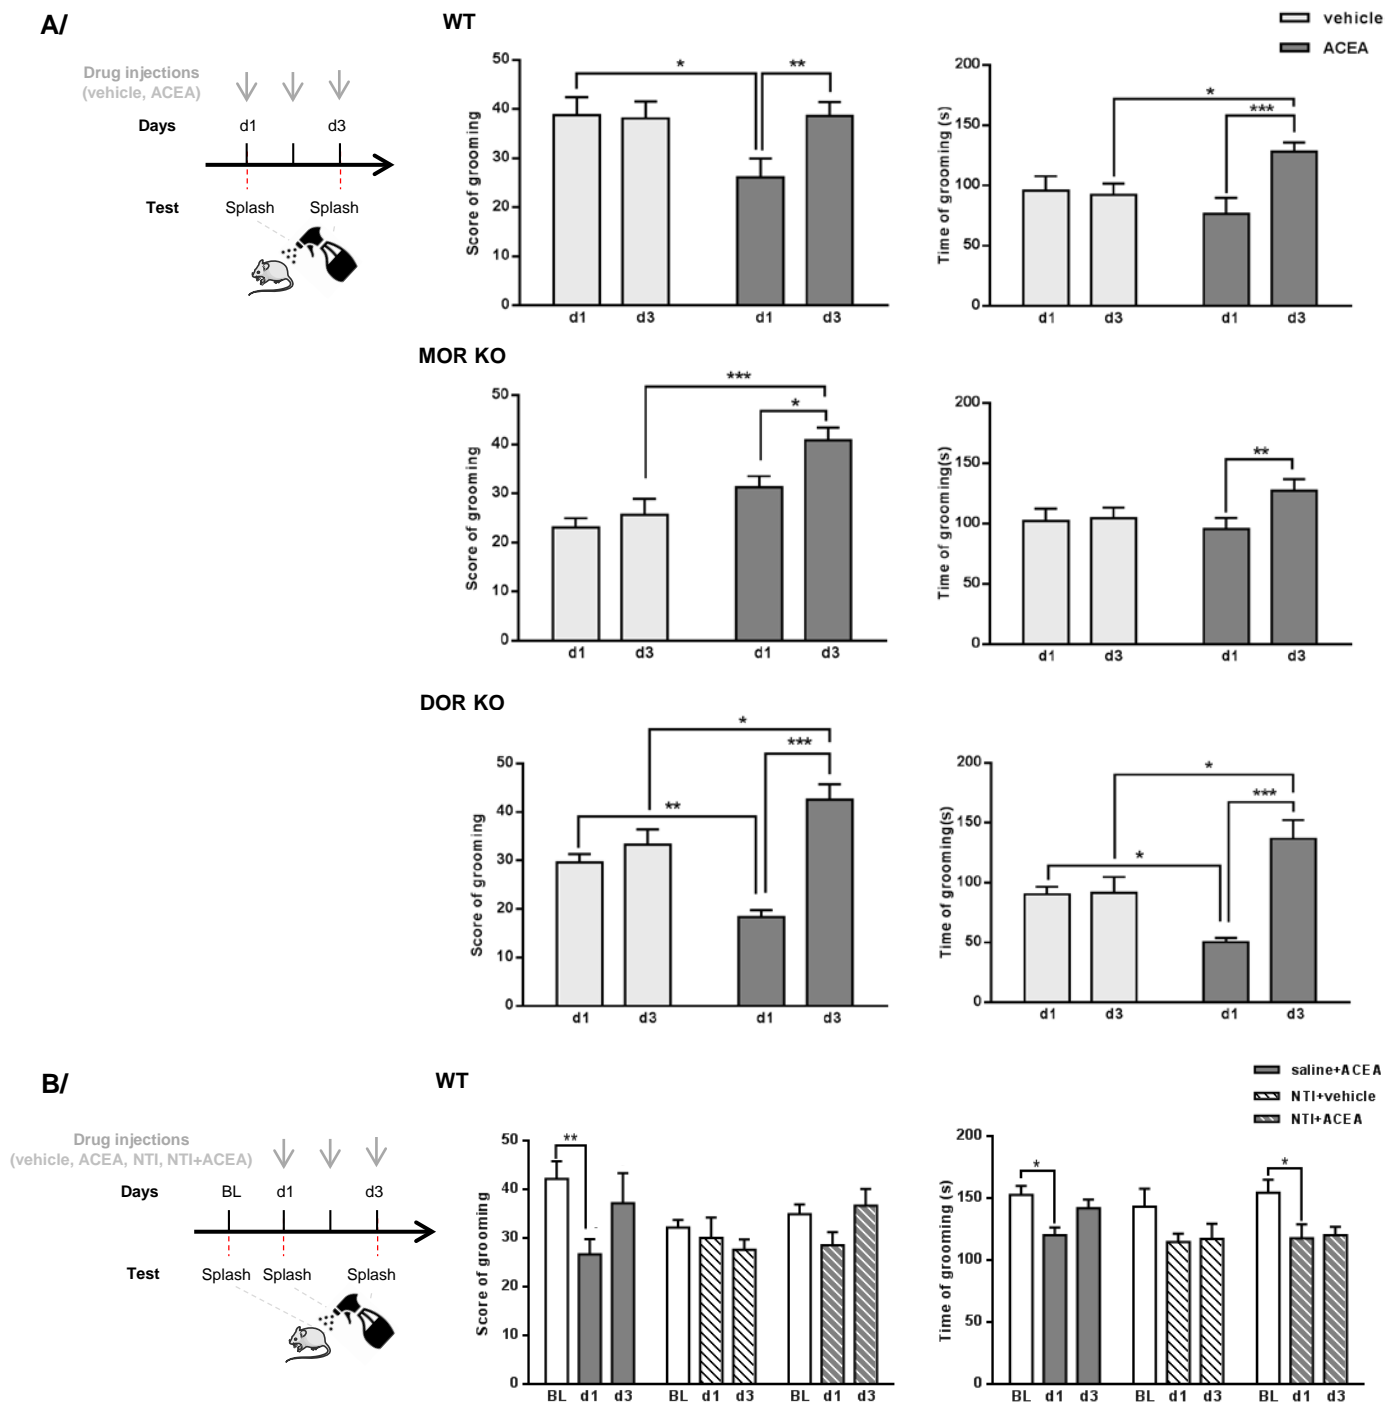 A/
WT
vehicle
ACEA
Drug injections
(vehicle, ACEA)
Days
d1
d3
Test
Splash
Splash
Score of grooming
50
40
30
20
10
0
*
**
d1
d3
d1
d3
Time of grooming (s)
200
150
100
50
0
*
***
d1
d3
d1
d3
MOR KO
Score of grooming
50
40
30
20
10
0
***
*
d1
d3
d1
d3
Time of grooming(s)
200
150
100
50
0
**
d1
d3
d1
d3
DOR KO
Score of grooming
50
40
30
20
10
0
*
***
**
d1
d3
d1
d3
Time of grooming(s)
200
150
100
50
0
*
***
*
d1
d3
d1
d3
B/
WT
saline+ACEA
NTI+vehicle
NTI+ACEA
Drug injections
(vehicle, ACEA, NTI, NTI+ACEA)
Days
BL
d1
d3
Test
Splash
Splash
Splash
Score of grooming
50
40
30
20
10
0
**
BL
d1
d3
BL
d1
d3
BL
d1
d3
Time of grooming (s)
200
150
100
50
0
*
*
BL
d1
d3
BL
d1
d3
BL
d1
d3